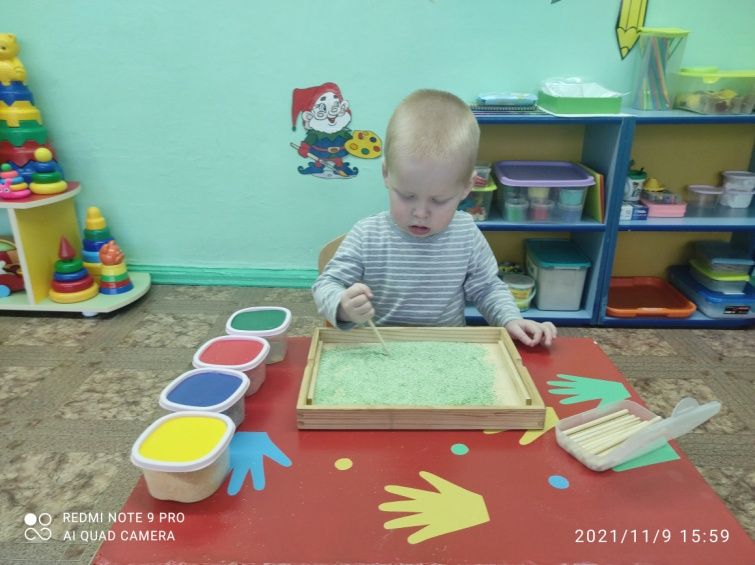 REDMI NOTE 9 PRO
AI QUAD CAMERA
2021/11/9 15:59